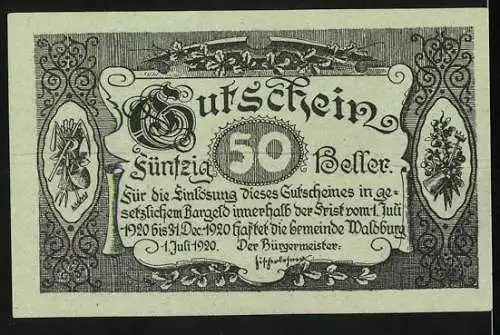 Gutschein
Fünfzig 50 Heller.
Für die Einlösung dieses Gutscheines in ge-
setzlichem Bargeld innerhalb der Frist vom 1. Juli
1920 bis 31. Dez. 1920 haftet die Gemeinde Waldburg
1. Juli 1920. Der Bürgermeister: